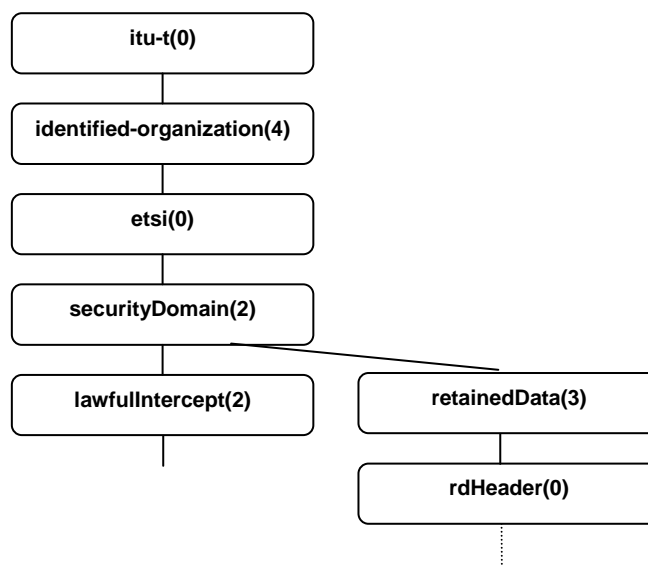 itu-t(0)
identified-organization(4)
etsi(0)
securityDomain(2)
lawfulIntercept(2)
retainedData(3)
rdHeader(0)